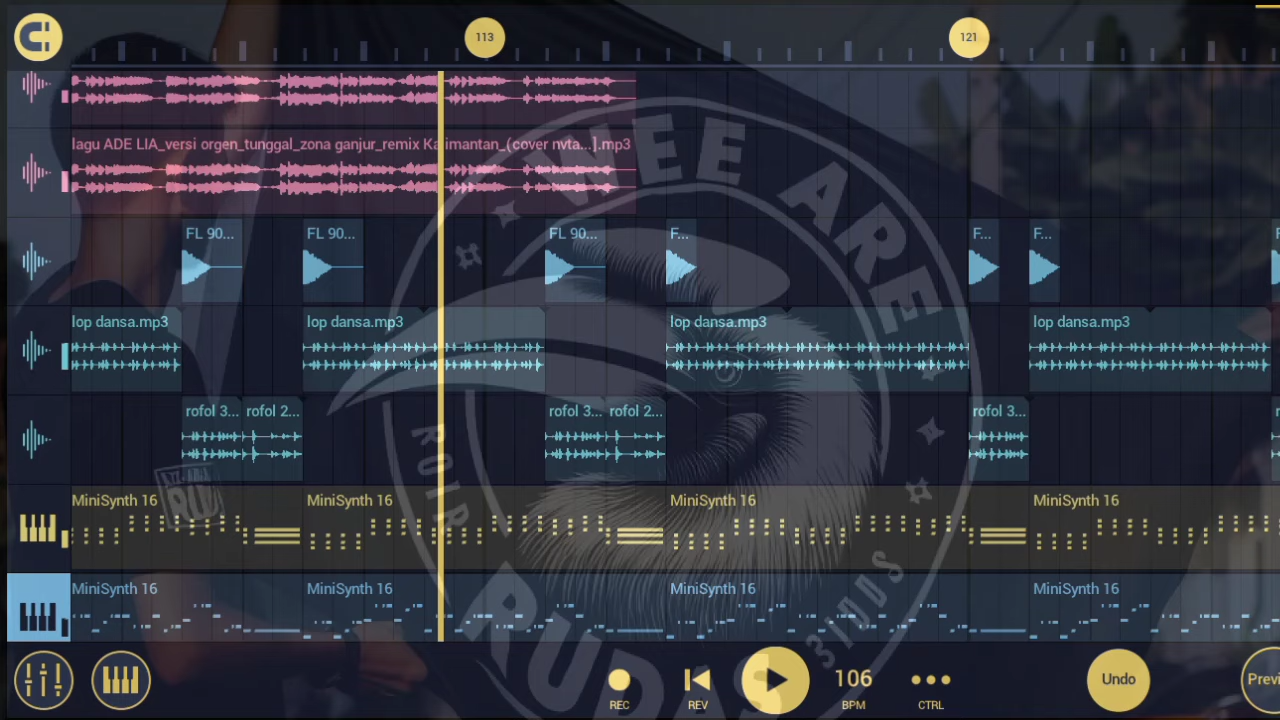 113
121
lagu ADE LIA_versi orgen_tunggal_zona ganjur_remix Kalimantan_(cover nvta...].mp3
FL 90...
FL 90...
FL 90...
F...
F...
F...
lop dansa.mp3
lop dansa.mp3
lop dansa.mp3
lop dansa.mp3
rofol 3...
rofol 2...
rofol 3...
rofol 2...
rofol 3...
MiniSynth 16
MiniSynth 16
MiniSynth 16
MiniSynth 16
MiniSynth 16
MiniSynth 16
MiniSynth 16
MiniSynth 16
WEE ARE
ROIR
RUDAS
REC
REV
106
BPM
CTRL
Undo